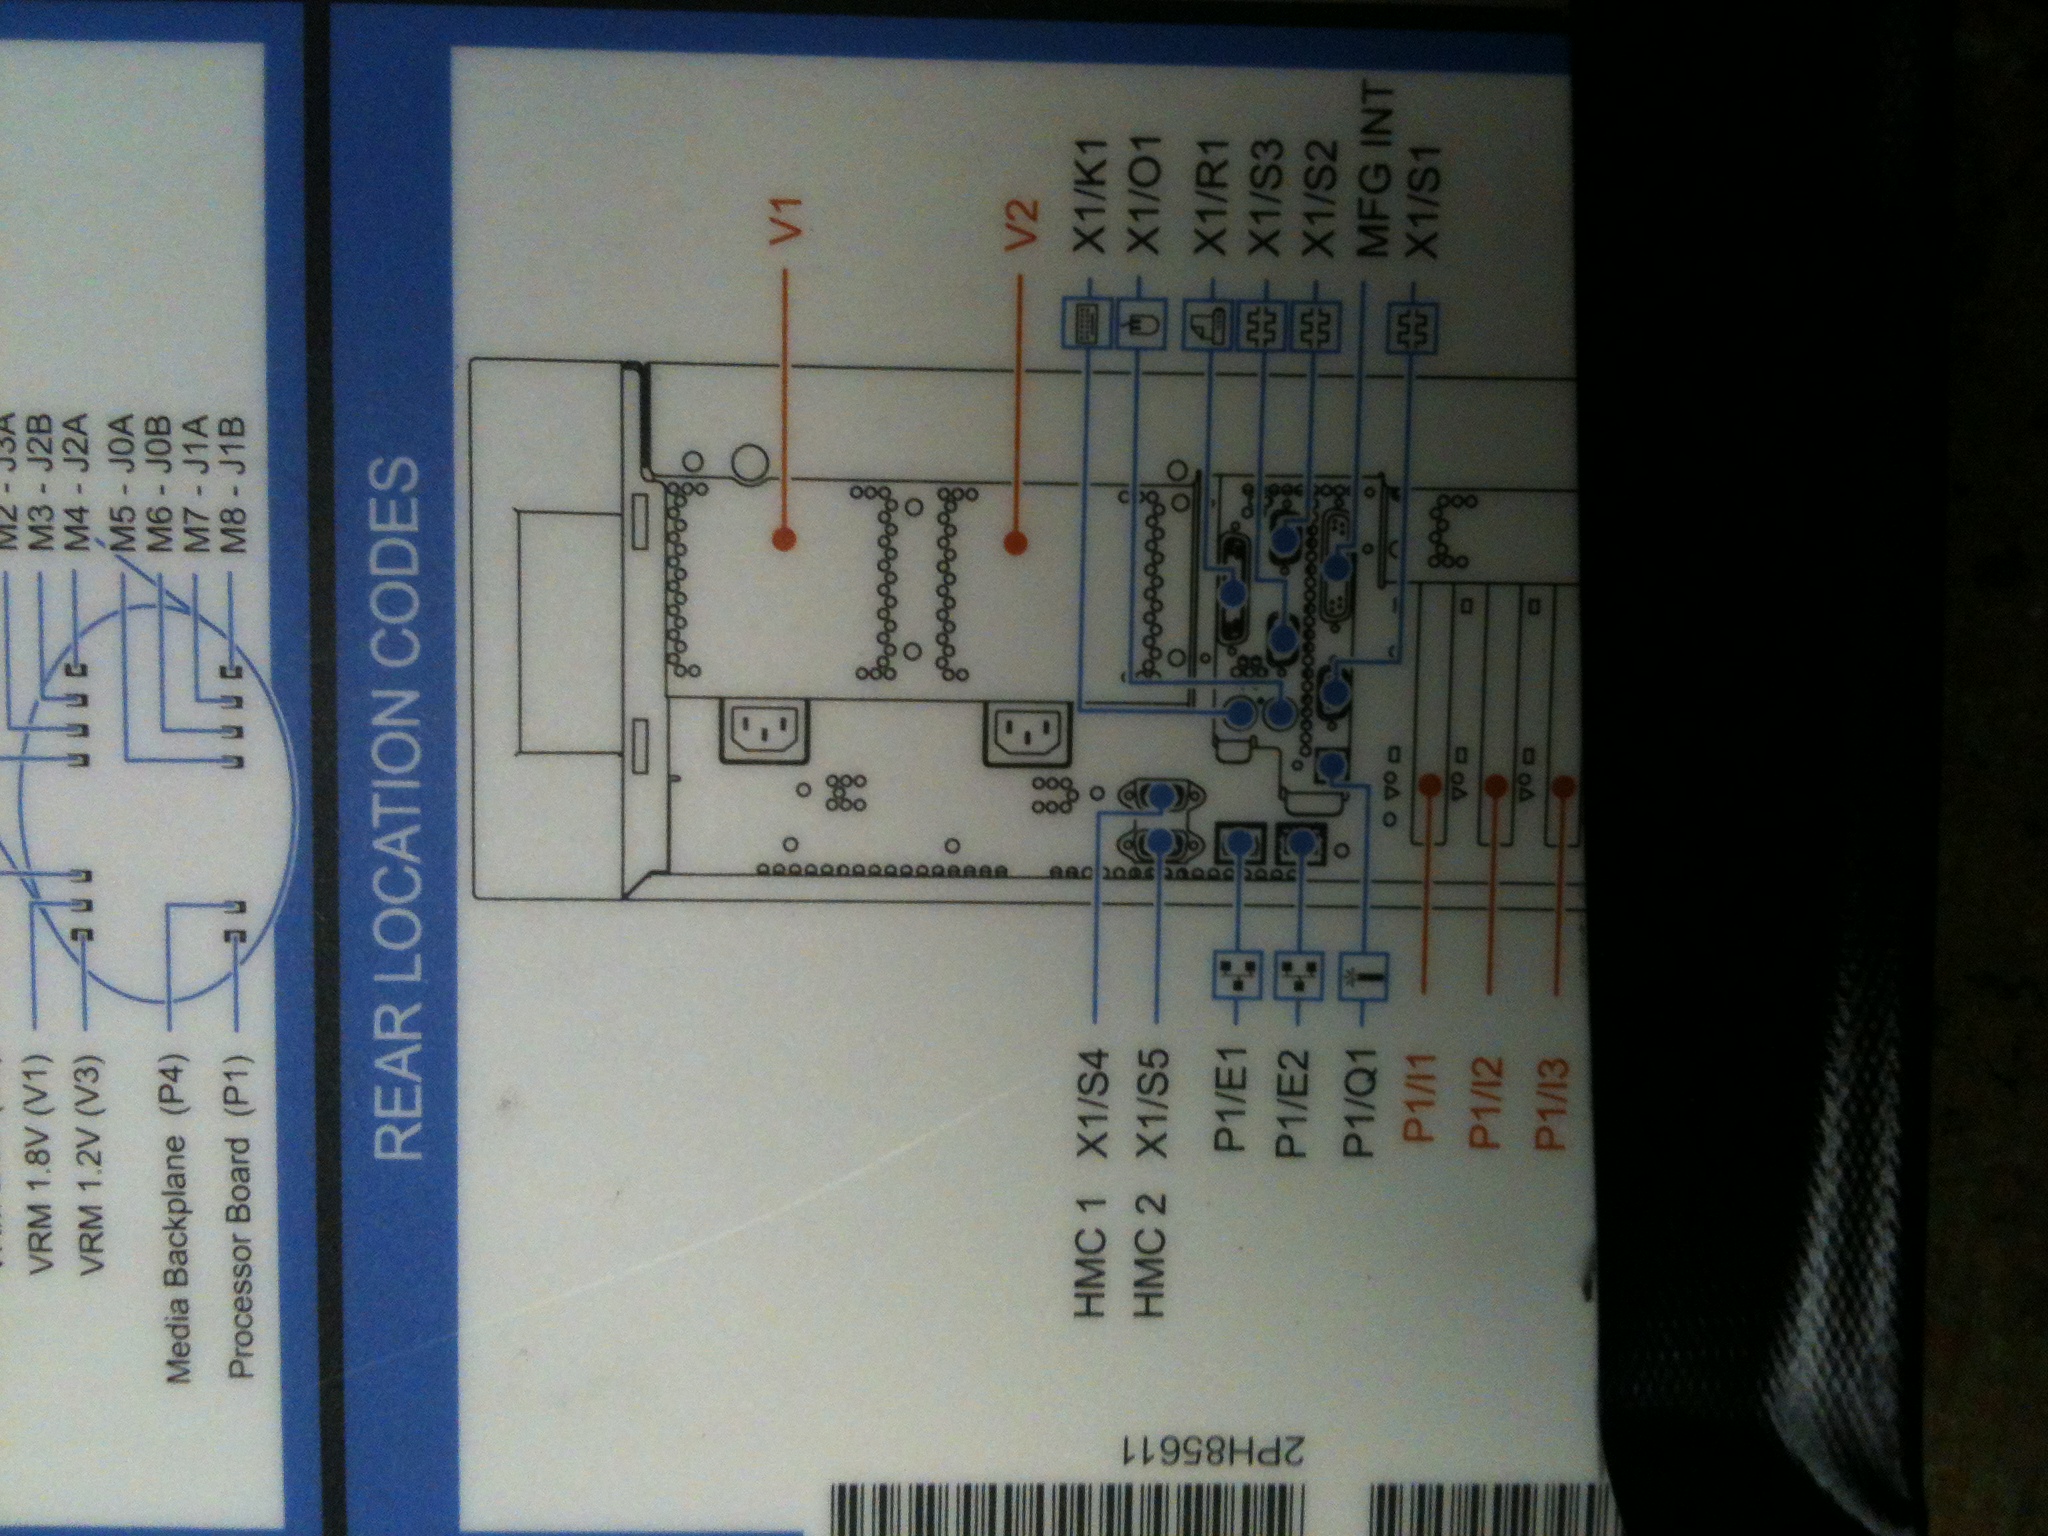 VRM 1.8V (V1)
VRM 1.2V (V3)
Media Backplane (P4)
Processor Board (P1)
M2 - J3A
M3 - J2B
M4 - J2A
M5 - J0A
M6 - J0B
M7 - J1A
M8 - J1B
REAR LOCATION CODES
V1
V2
HMC 1 X1/S4
HMC 2 X1/S5
P1/E1
P1/E2
P1/Q1
P1/I1
P1/I2
P1/I3
X1/K1
X1/O1
X1/R1
X1/S3
X1/S2
MFG INT
X1/S1
2PH85611